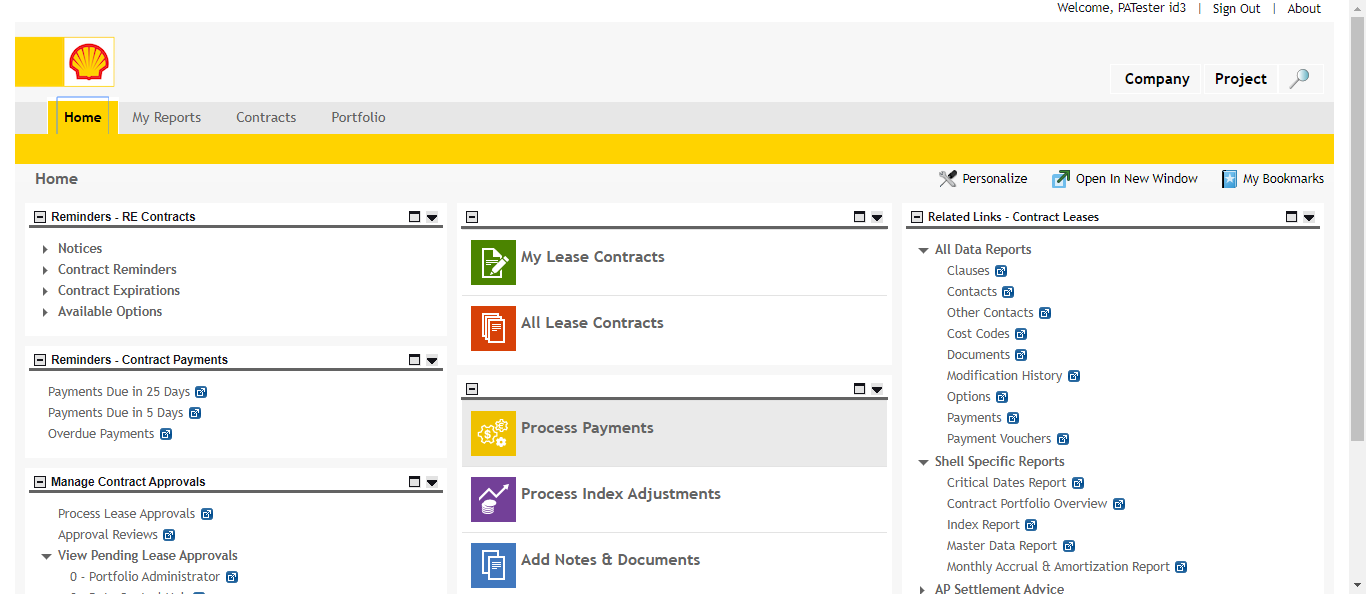 Welcome, PATester id3 | Sign Out | About
Company Project
Home My Reports Contracts Portfolio
Home
Personalize Open In New Window My Bookmarks
Reminders - RE Contracts
Notices
Contract Reminders
Contract Expirations
Available Options
Reminders - Contract Payments
Payments Due in 25 Days
Payments Due in 5 Days
Overdue Payments
Manage Contract Approvals
Process Lease Approvals
Approval Reviews
View Pending Lease Approvals
0 - Portfolio Administrator
My Lease Contracts
All Lease Contracts
Process Payments
Process Index Adjustments
Add Notes & Documents
Related Links - Contract Leases
All Data Reports
Clauses
Contacts
Other Contacts
Cost Codes
Documents
Modification History
Options
Payments
Payment Vouchers
Shell Specific Reports
Critical Dates Report
Contract Portfolio Overview
Index Report
Master Data Report
Monthly Accrual & Amortization Report
AP Settlement Advice